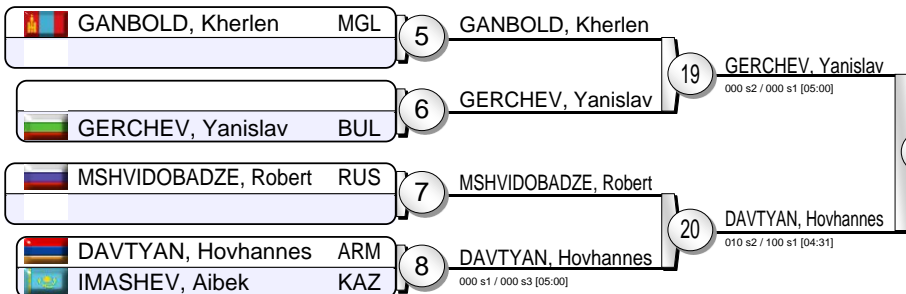 GANBOLD, Kherlen MGL
5
GANBOLD, Kherlen
19
GERCHEV, Yanislav
000 s2 / 000 s1 [05:00]
6
GERCHEV, Yanislav
GERCHEV, Yanislav BUL
MSHVIDOBADZE, Robert RUS
7
MSHVIDOBADZE, Robert
20
DAVTYAN, Hovhannes
010 s2 / 100 s1 [04:31]
DAVTYAN, Hovhannes ARM
8
DAVTYAN, Hovhannes
000 s1 / 000 s3 [05:00]
IMASHEV, Aibek KAZ